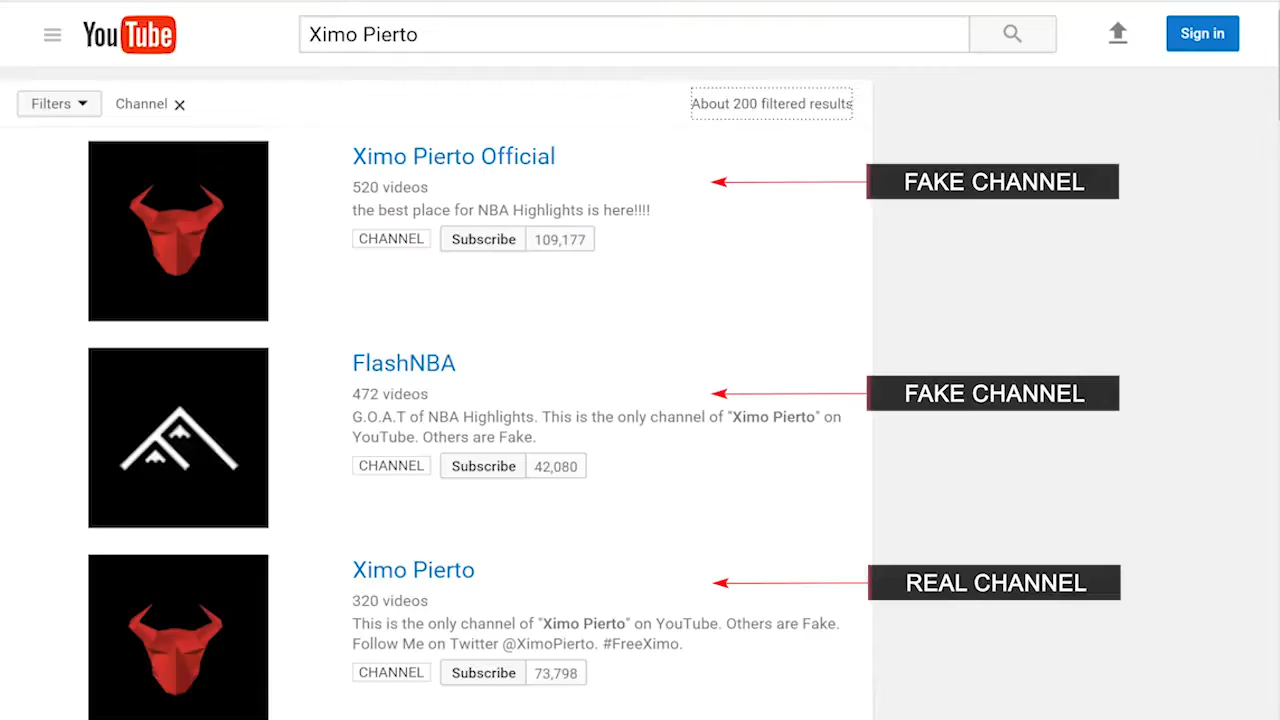 YouTube
Ximo Pierto
Sign in
Filters
Channel
About 200 filtered results
Ximo Pierto Official
520 videos
the best place for NBA Highlights is here!!!!
CHANNEL
Subscribe
109,177
FAKE CHANNEL
FlashNBA
472 videos
G.O.A.T of NBA Highlights. This is the only channel of "Ximo Pierto" on
YouTube. Others are Fake.
CHANNEL
Subscribe
42,080
FAKE CHANNEL
Ximo Pierto
320 videos
This is the only channel of "Ximo Pierto" on YouTube. Others are Fake.
Follow Me on Twitter @XimoPierto. #FreeXimo.
CHANNEL
Subscribe
73,798
REAL CHANNEL